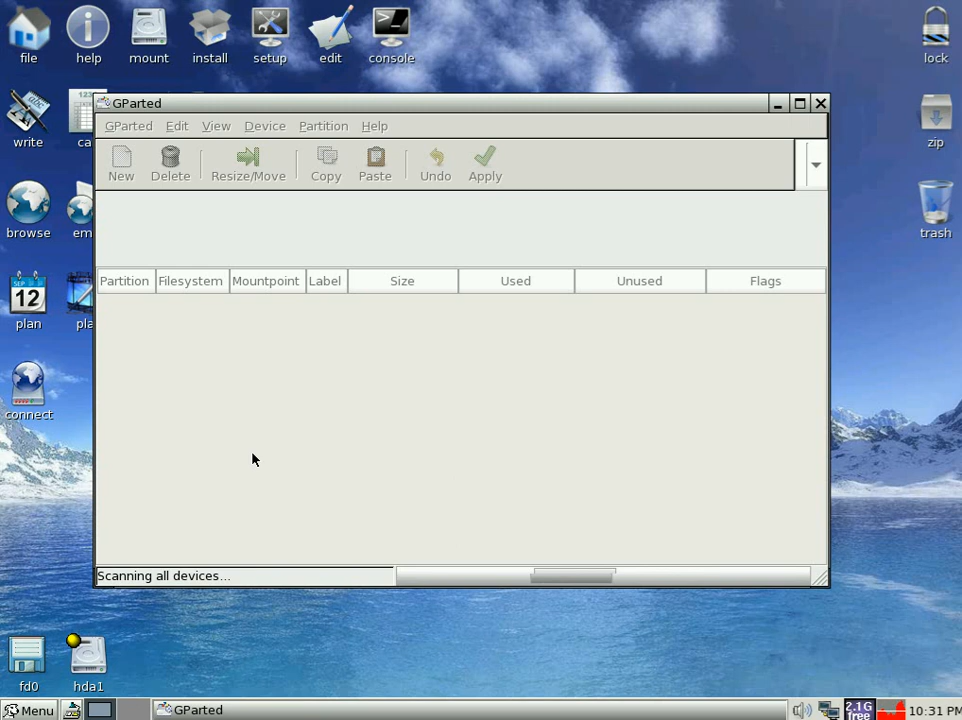 file help mount install setup edit console lock
GParted
GParted Edit View Device Partition Help
write
zip
New Delete Resize/Move Copy Paste Undo Apply
browse
trash
Partition Filesystem Mountpoint Label Size Used Unused Flags
SEP
12
plan
connect
Scanning all devices...
fd0 hda1
Menu GParted 2.1G free 10:31 PM